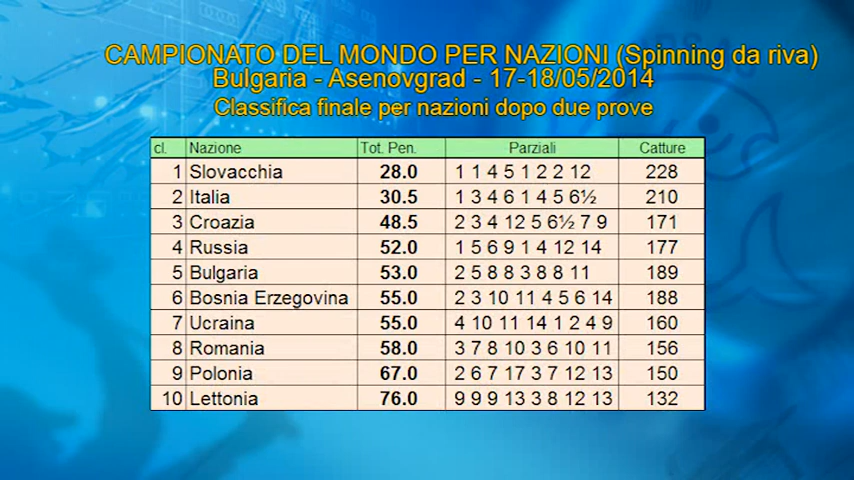 CAMPIONATO DEL MONDO PER NAZIONI (Spinning da riva)
Bulgaria - Asenovgrad - 17-18/05/2014
Classifica finale per nazioni dopo due prove
cl. Nazione Tot. Pen. Parziali Catture
1 Slovacchia 28.0 1 1 4 5 1 2 2 12 228
2 Italia 30.5 1 3 4 6 1 4 5 6½ 210
3 Croazia 48.5 2 3 4 12 5 6½ 7 9 171
4 Russia 52.0 1 5 6 9 1 4 12 14 177
5 Bulgaria 53.0 2 5 8 8 3 8 8 11 189
6 Bosnia Erzegovina 55.0 2 3 10 11 4 5 6 14 188
7 Ucraina 55.0 4 10 11 14 1 2 4 9 160
8 Romania 58.0 3 7 8 10 3 6 10 11 156
9 Polonia 67.0 2 6 7 17 3 7 12 13 150
10 Lettonia 76.0 9 9 9 13 3 8 12 13 132